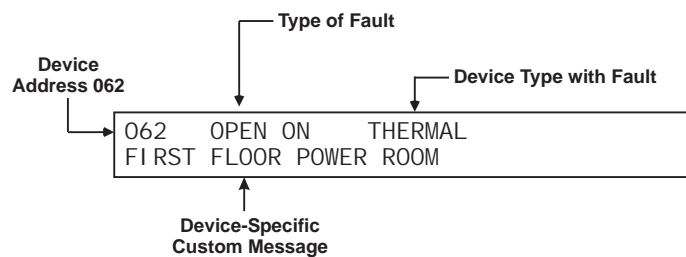 Type of Fault
Device
Address 062
Device Type with Fault
062 OPEN ON THERMAL
FIRST FLOOR POWER ROOM
Device-Specific
Custom Message